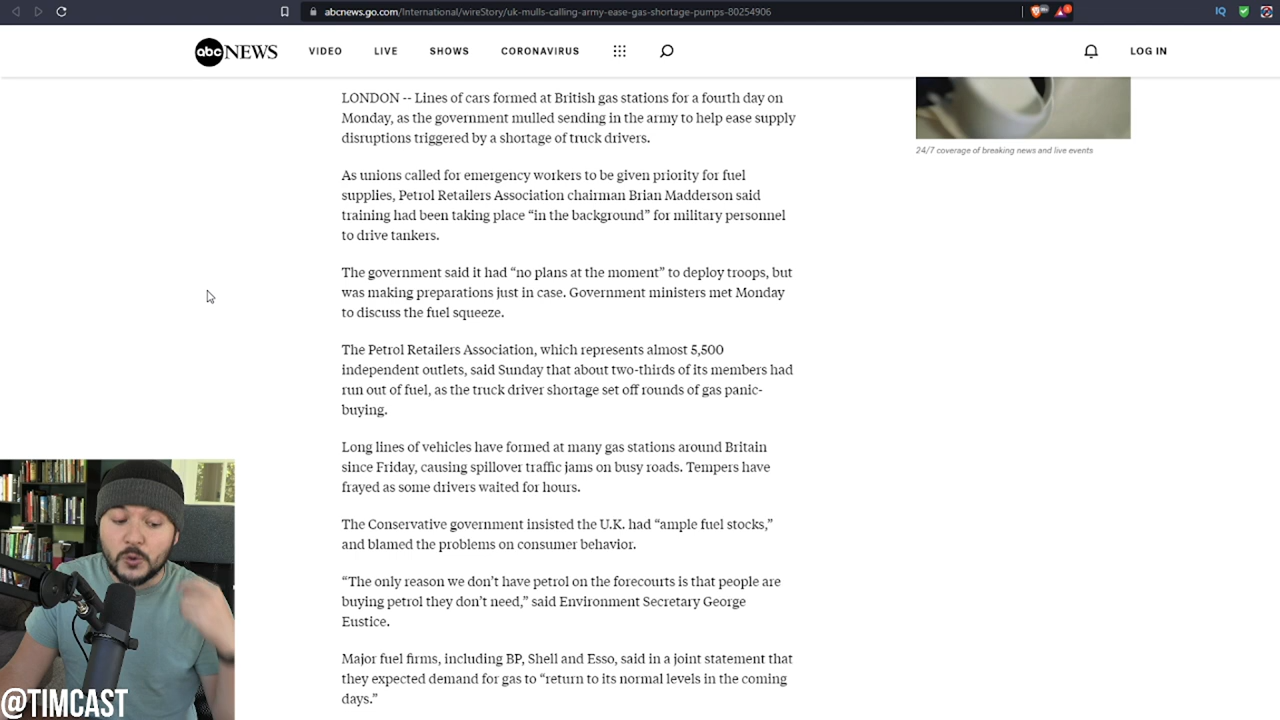 abcnews.go.com/International/wireStory/uk-mulls-calling-army-ease-gas-shortage-pumps-80254906
IQ
abc NEWS
VIDEO
LIVE
SHOWS
CORONAVIRUS
LOG IN
LONDON -- Lines of cars formed at British gas stations for a fourth day on
Monday, as the government mulled sending in the army to help ease supply
disruptions triggered by a shortage of truck drivers.
24/7 coverage of breaking news and live events
As unions called for emergency workers to be given priority for fuel
supplies, Petrol Retailers Association chairman Brian Madderson said
training had been taking place “in the background” for military personnel
to drive tankers.
The government said it had “no plans at the moment” to deploy troops, but
was making preparations just in case. Government ministers met Monday
to discuss the fuel squeeze.
The Petrol Retailers Association, which represents almost 5,500
independent outlets, said Sunday that about two-thirds of its members had
run out of fuel, as the truck driver shortage set off rounds of gas panic-
buying.
Long lines of vehicles have formed at many gas stations around Britain
since Friday, causing spillover traffic jams on busy roads. Tempers have
frayed as some drivers waited for hours.
The Conservative government insisted the U.K. had “ample fuel stocks,”
and blamed the problems on consumer behavior.
“The only reason we don’t have petrol on the forecourts is that people are
buying petrol they don’t need,” said Environment Secretary George
Eustice.
Major fuel firms, including BP, Shell and Esso, said in a joint statement that
they expected demand for gas to “return to its normal levels in the coming
days.”
@TIMCAST